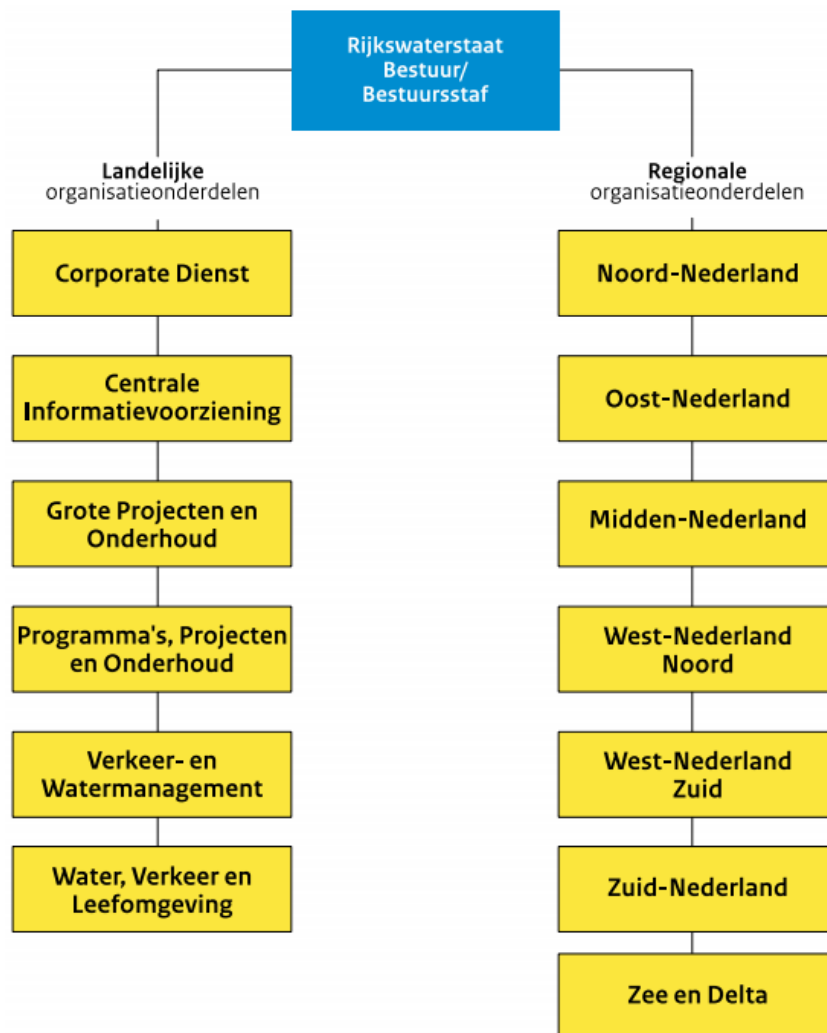 Rijkswaterstaat
Bestuur/
Bestuursstaf
Landelijke
organisatieonderdelen
Corporate Dienst
Centrale
Informatievoorziening
Grote Projecten en
Onderhoud
Programma's, Projecten
en Onderhoud
Verkeer- en
Watermanagement
Water, Verkeer en
Leefomgeving
Regionale
organisatieonderdelen
Noord-Nederland
Oost-Nederland
Midden-Nederland
West-Nederland
Noord
West-Nederland
Zuid
Zuid-Nederland
Zee en Delta